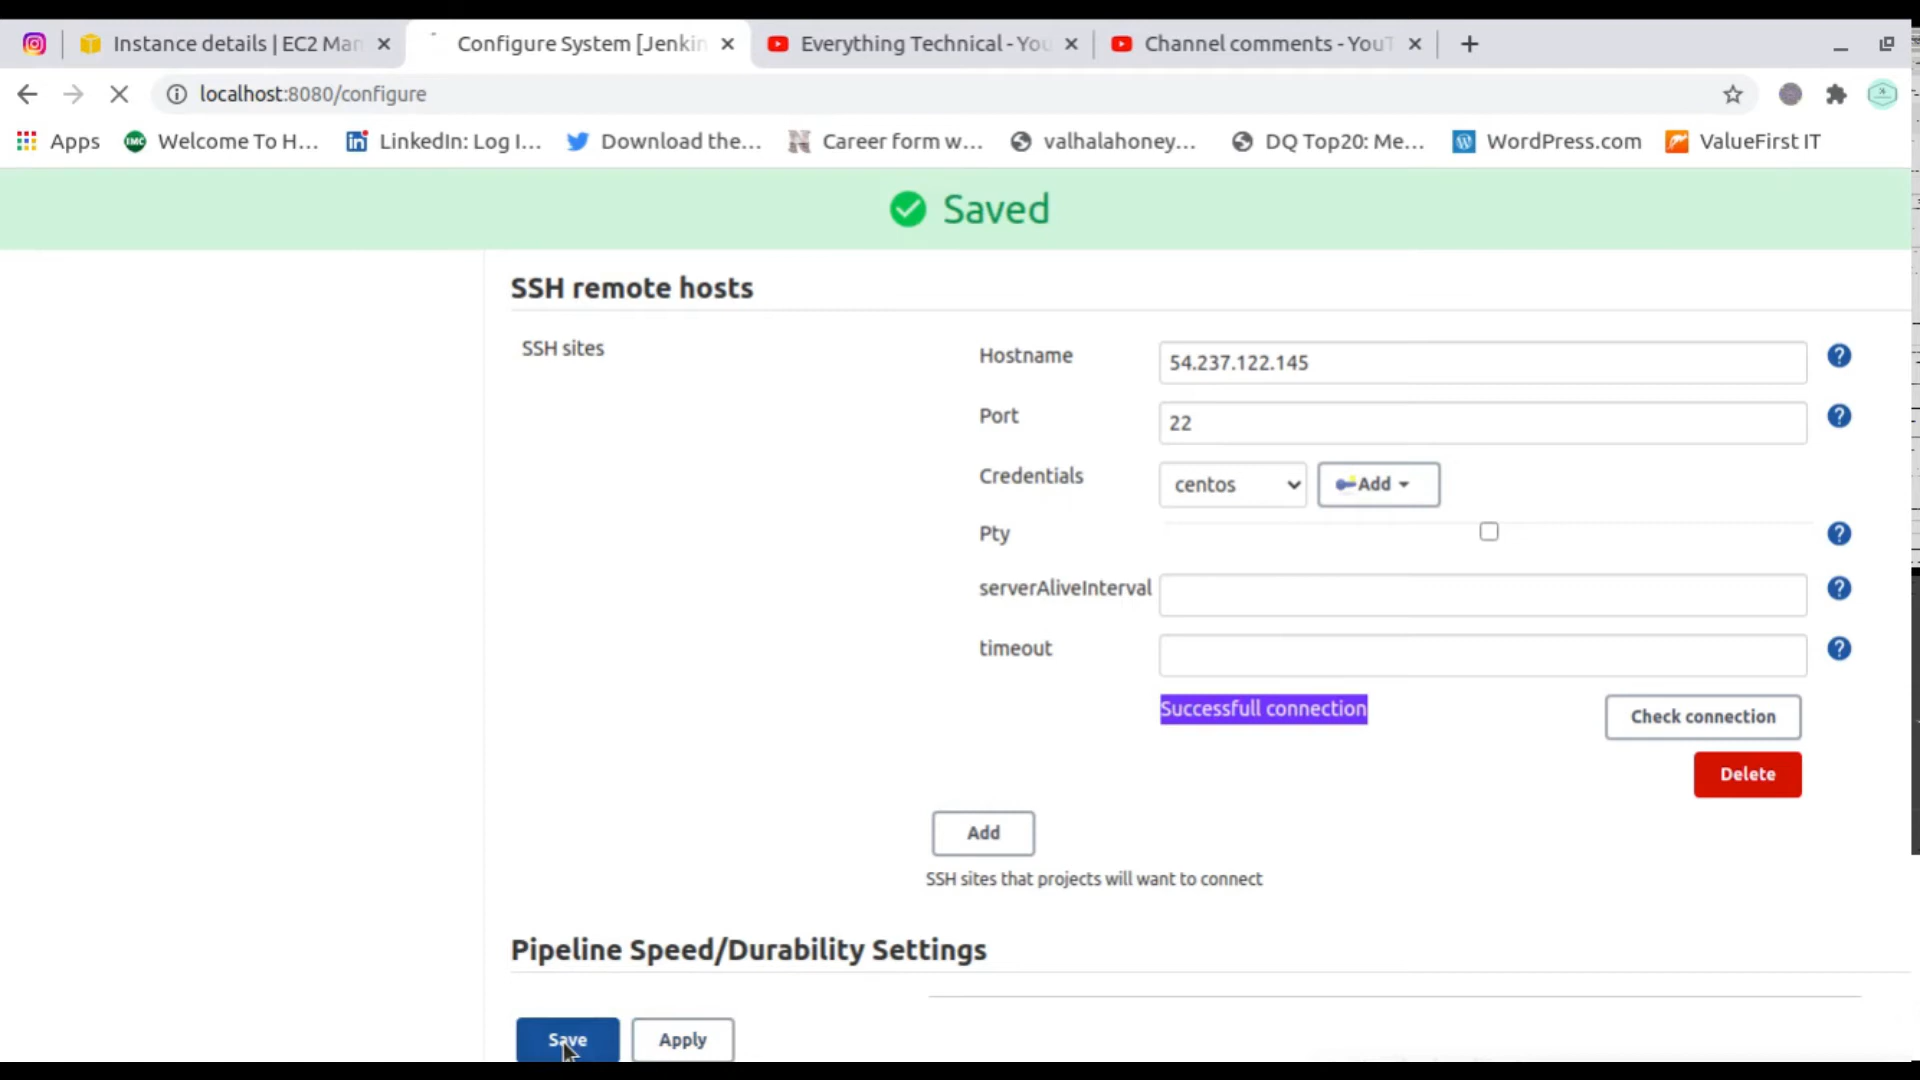 Instance details | EC2 Man
Configure System [Jenkin
Everything Technical - You
Channel comments - YouT
localhost:8080/configure
Apps
IMC
Welcome To H...
LinkedIn: Log I...
Download the...
Career form w...
valhalahoney...
DQ Top20: Me...
WordPress.com
ValueFirst IT
Saved
SSH remote hosts
SSH sites
Hostname
54.237.122.145
Port
22
Credentials
centos
Add
Pty
serverAliveInterval
timeout
Successfull connection
Check connection
Delete
Add
SSH sites that projects will want to connect
Pipeline Speed/Durability Settings
Save
Apply